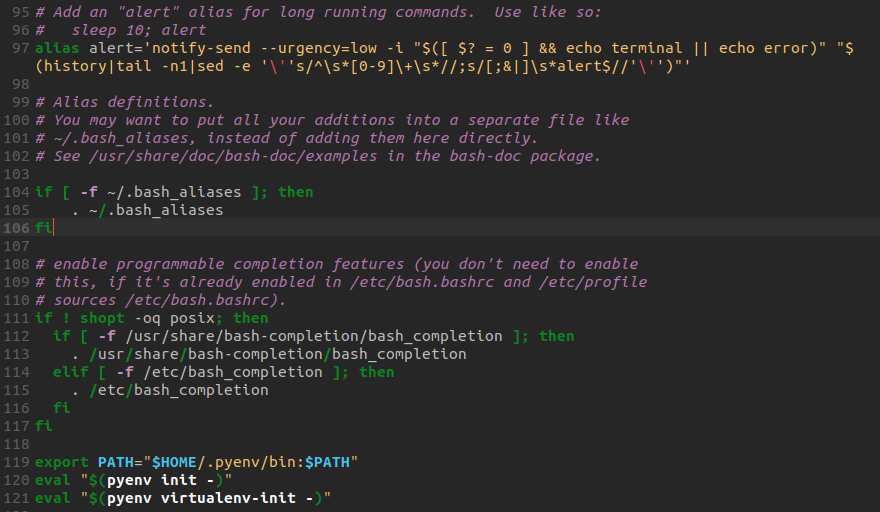 95 # Add an "alert" alias for long running commands.  Use like so:
96 #   sleep 10; alert
97 alias alert='notify-send --urgency=low -i "$([ $? = 0 ] && echo terminal || echo error)" "$
(history|tail -n1|sed -e '\''s/^\s*[0-9]\+\s*//;s/[;&|]\s*alert$//'\'')"'
98
99 # Alias definitions.
100 # You may want to put all your additions into a separate file like
101 # ~/.bash_aliases, instead of adding them here directly.
102 # See /usr/share/doc/bash-doc/examples in the bash-doc package.
103
104 if [ -f ~/.bash_aliases ]; then
105     . ~/.bash_aliases
106 fi
107
108 # enable programmable completion features (you don't need to enable
109 # this, if it's already enabled in /etc/bash.bashrc and /etc/profile
110 # sources /etc/bash.bashrc).
111 if ! shopt -oq posix; then
112   if [ -f /usr/share/bash-completion/bash_completion ]; then
113     . /usr/share/bash-completion/bash_completion
114   elif [ -f /etc/bash_completion ]; then
115     . /etc/bash_completion
116   fi
117 fi
118
119 export PATH="$HOME/.pyenv/bin:$PATH"
120 eval "$(pyenv init -)"
121 eval "$(pyenv virtualenv-init -)"